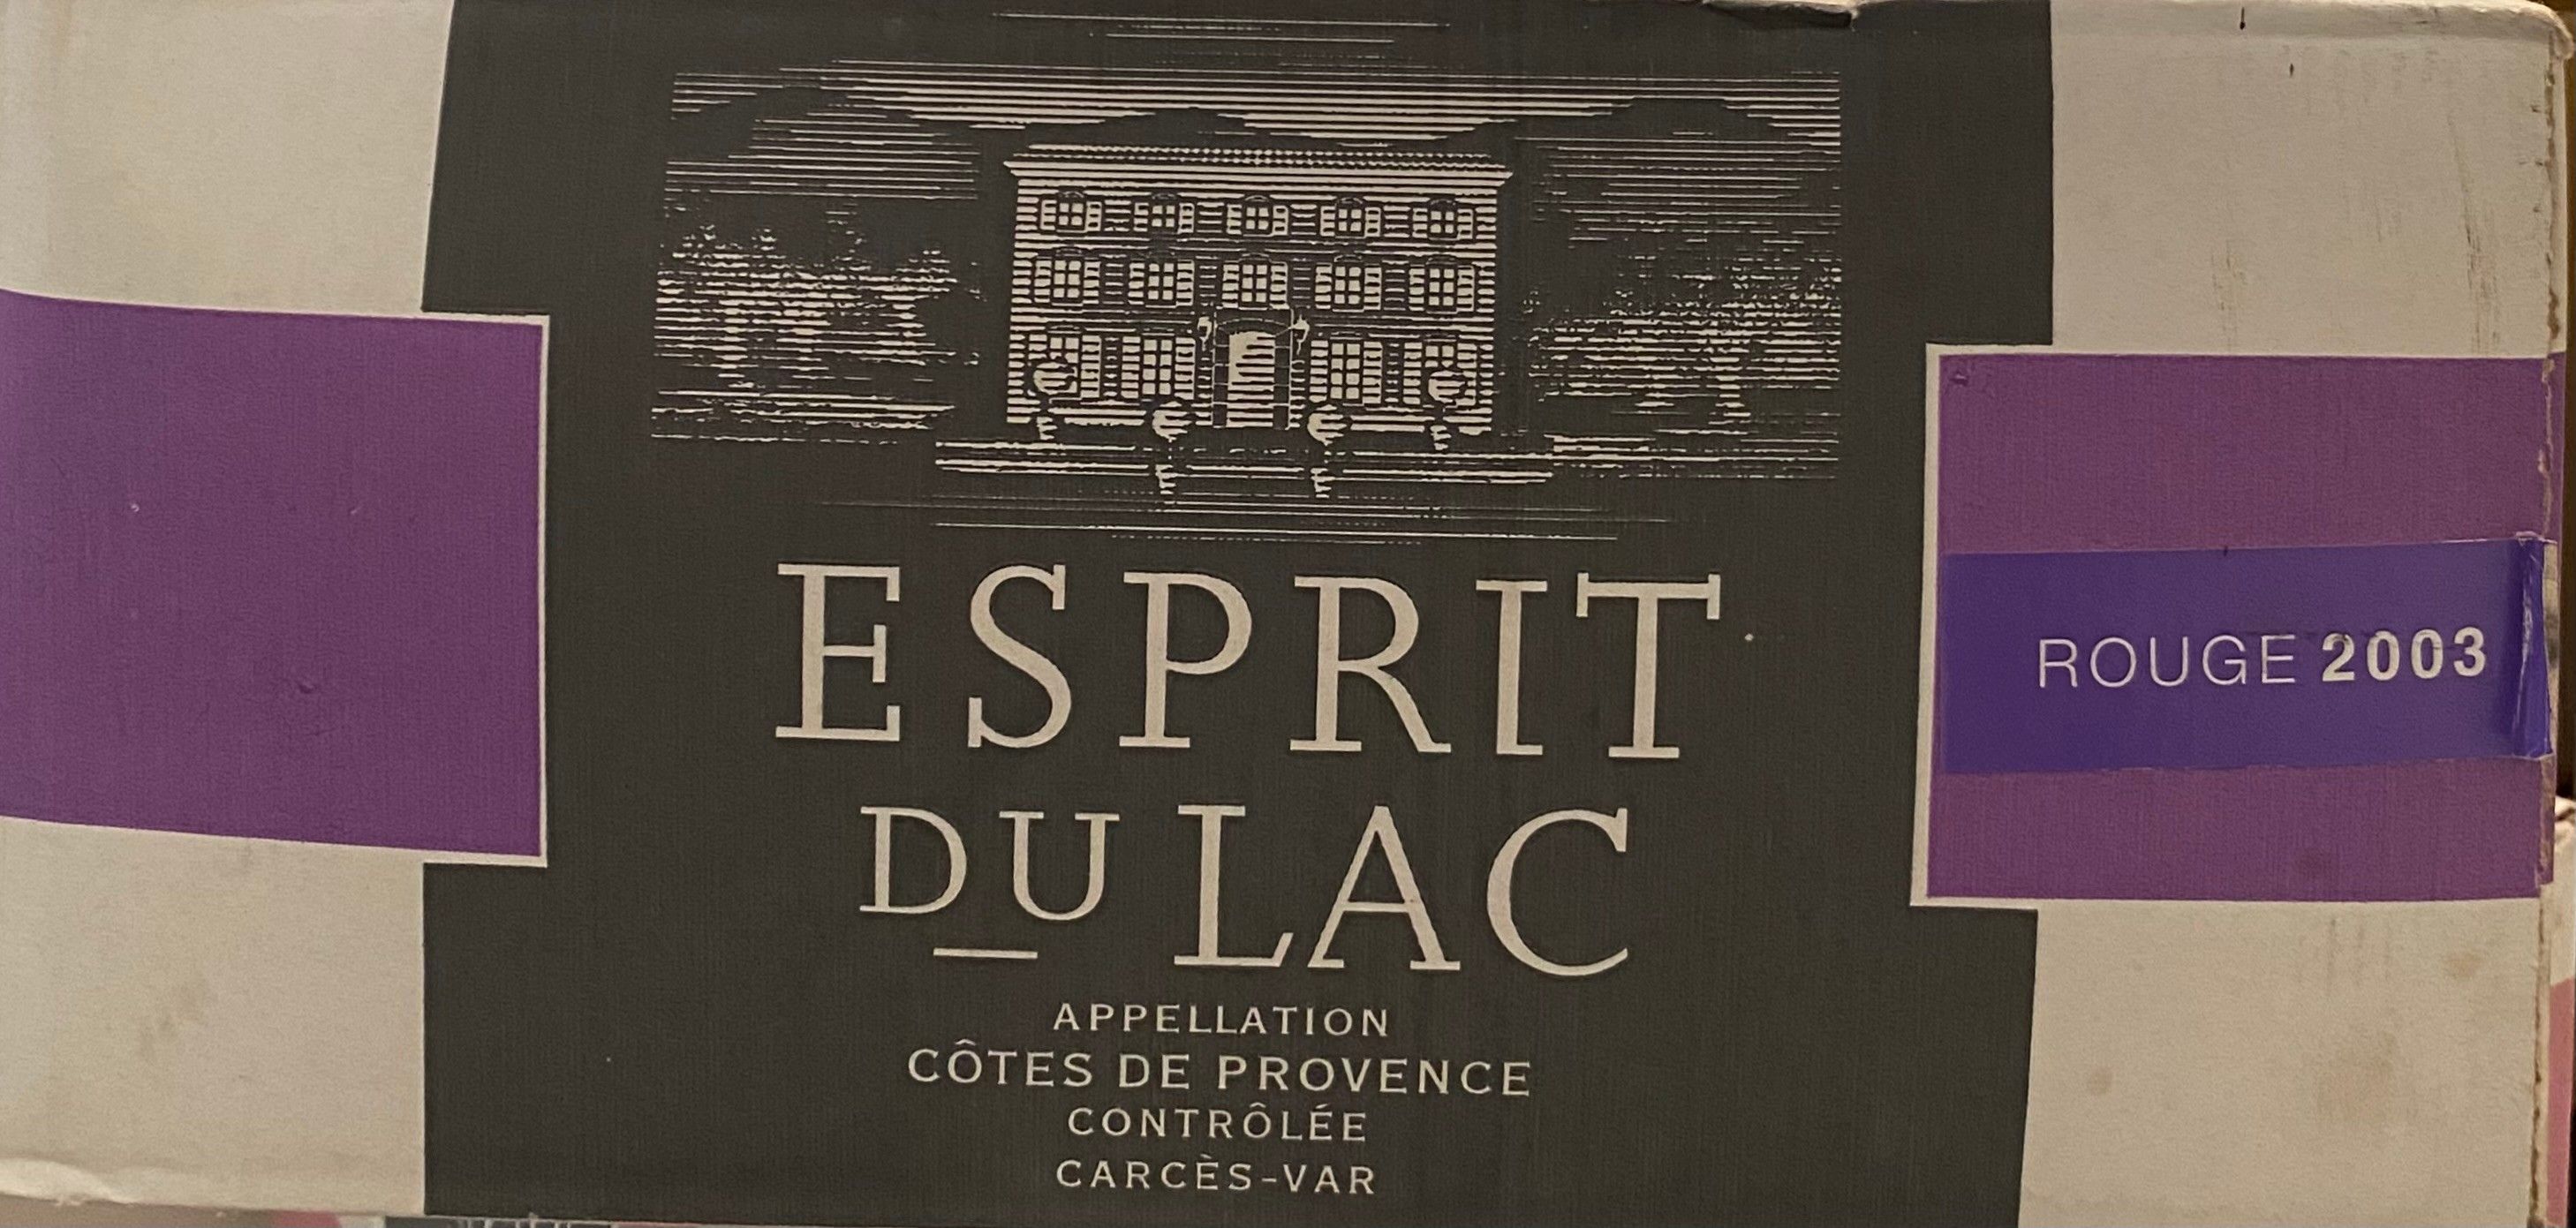 ESPRIT
DU LAC
APPELLATION
CÔTES DE PROVENCE
CONTRÔLÉE
CARCÈS-VAR
ROUGE 2003